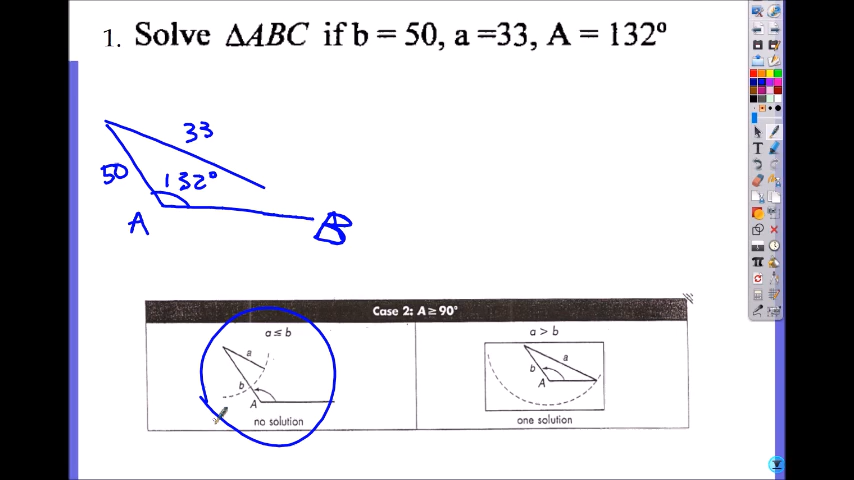 1. Solve ΔABC if b = 50, a =33, A = 132º
33
50
132°
A
B
Case 2: A ≥ 90°
a ≤ b
a
b
A
no solution
a > b
a
b
A
one solution